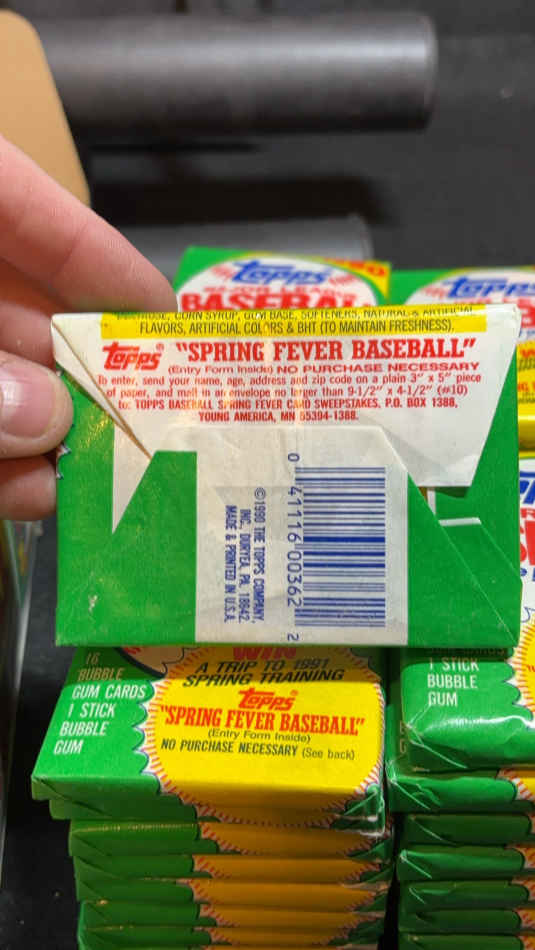 topps
BASEBAL
topps
DEXTROSE, CORN SYRUP, GUM BASE, SOFTENERS, NATURAL & ARTIFICIAL
FLAVORS, ARTIFICIAL COLORS & BHT (TO MAINTAIN FRESHNESS).
Topps® "SPRING FEVER BASEBALL"
(Entry Form Inside) NO PURCHASE NECESSARY
To enter, send your name, age, address and zip code on a plain 3" x 5" piece
of paper, and mail in an envelope no larger than 9-1/2" x 4-1/2" (#10)
to: TOPPS BASEBALL SPRING FEVER CARD SWEEPSTAKES, P.O. BOX 1388,
YOUNG AMERICA, MN 55394-1388.
0 41116 00362 2
©1990 THE TOPPS COMPANY,
INC., DURYEA, PA. 18642
MADE & PRINTED IN U.S.A.
16
BUBBLE
GUM CARDS
1 STICK
BUBBLE
GUM
WIN
A TRIP TO 1991
SPRING TRAINING
Topps®
"SPRING FEVER BASEBALL"
(Entry Form Inside)
NO PURCHASE NECESSARY (See back)
GUM CARDS
1 STICK
BUBBLE
GUM